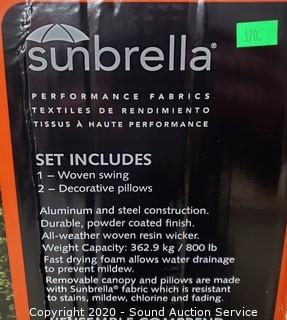 sunbrella®
170.
PERFORMANCE FABRICS
TEXTILES DE RENDIMIENTO
TISSUS À HAUTE PERFORMANCE
SET INCLUDES
1 – Woven swing
2 – Decorative pillows
Aluminum and steel construction.
Durable, powder coated finish.
All-weather woven resin wicker.
Weight Capacity: 362.9 kg / 800 lb
Fast drying foam allows water drainage
to prevent mildew.
Removable canopy and pillows are made
with Sunbrella® fabric which is resistant
to stains, mildew, chlorine and fading.
Copyright 2020 - Sound Auction Service